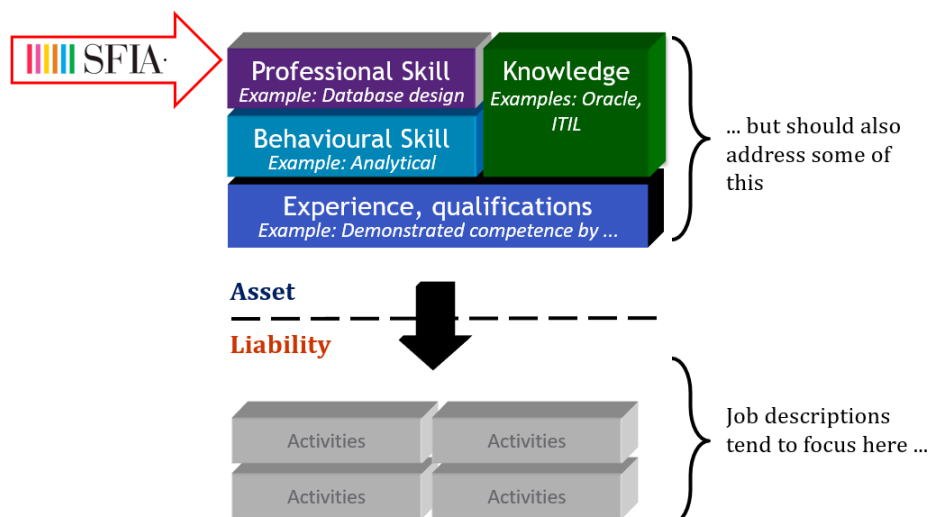 SFIA
Professional Skill
Example: Database design
Knowledge
Examples: Oracle,
ITIL
Behavioural Skill
Example: Analytical
Experience, qualifications
Example: Demonstrated competence by ...
... but should also
address some of
this
Asset
Liability
Activities
Activities
Activities
Activities
Job descriptions
tend to focus here ...